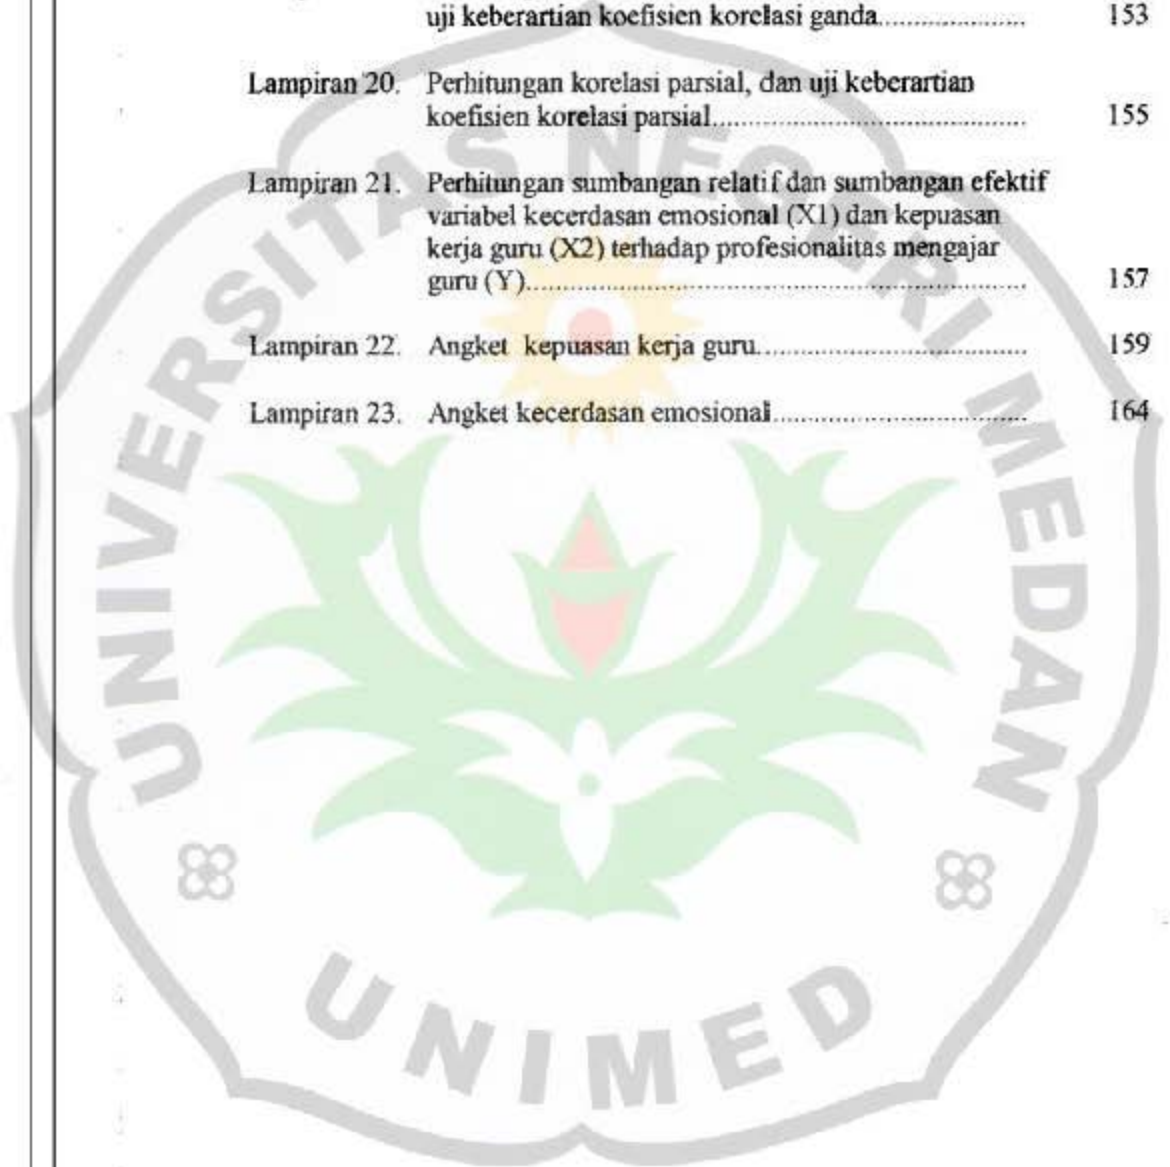 uji keberartian koefisien korelasi ganda..................... 153
Lampiran 20. Perhitungan korelasi parsial, dan uji keberartian
koefisien korelasi parsial............................................ 155
Lampiran 21. Perhitungan sumbangan relatif dan sumbangan efektif
variabel kecerdasan emosional (X1) dan kepuasan
kerja guru (X2) terhadap profesionalitas mengajar
guru (Y)...................................................................... 157
Lampiran 22. Angket kepuasan kerja guru...................................... 159
Lampiran 23. Angket kecerdasan emosional................................... 164
UNIVERSITAS NEGERI MEDAN
UNIMED